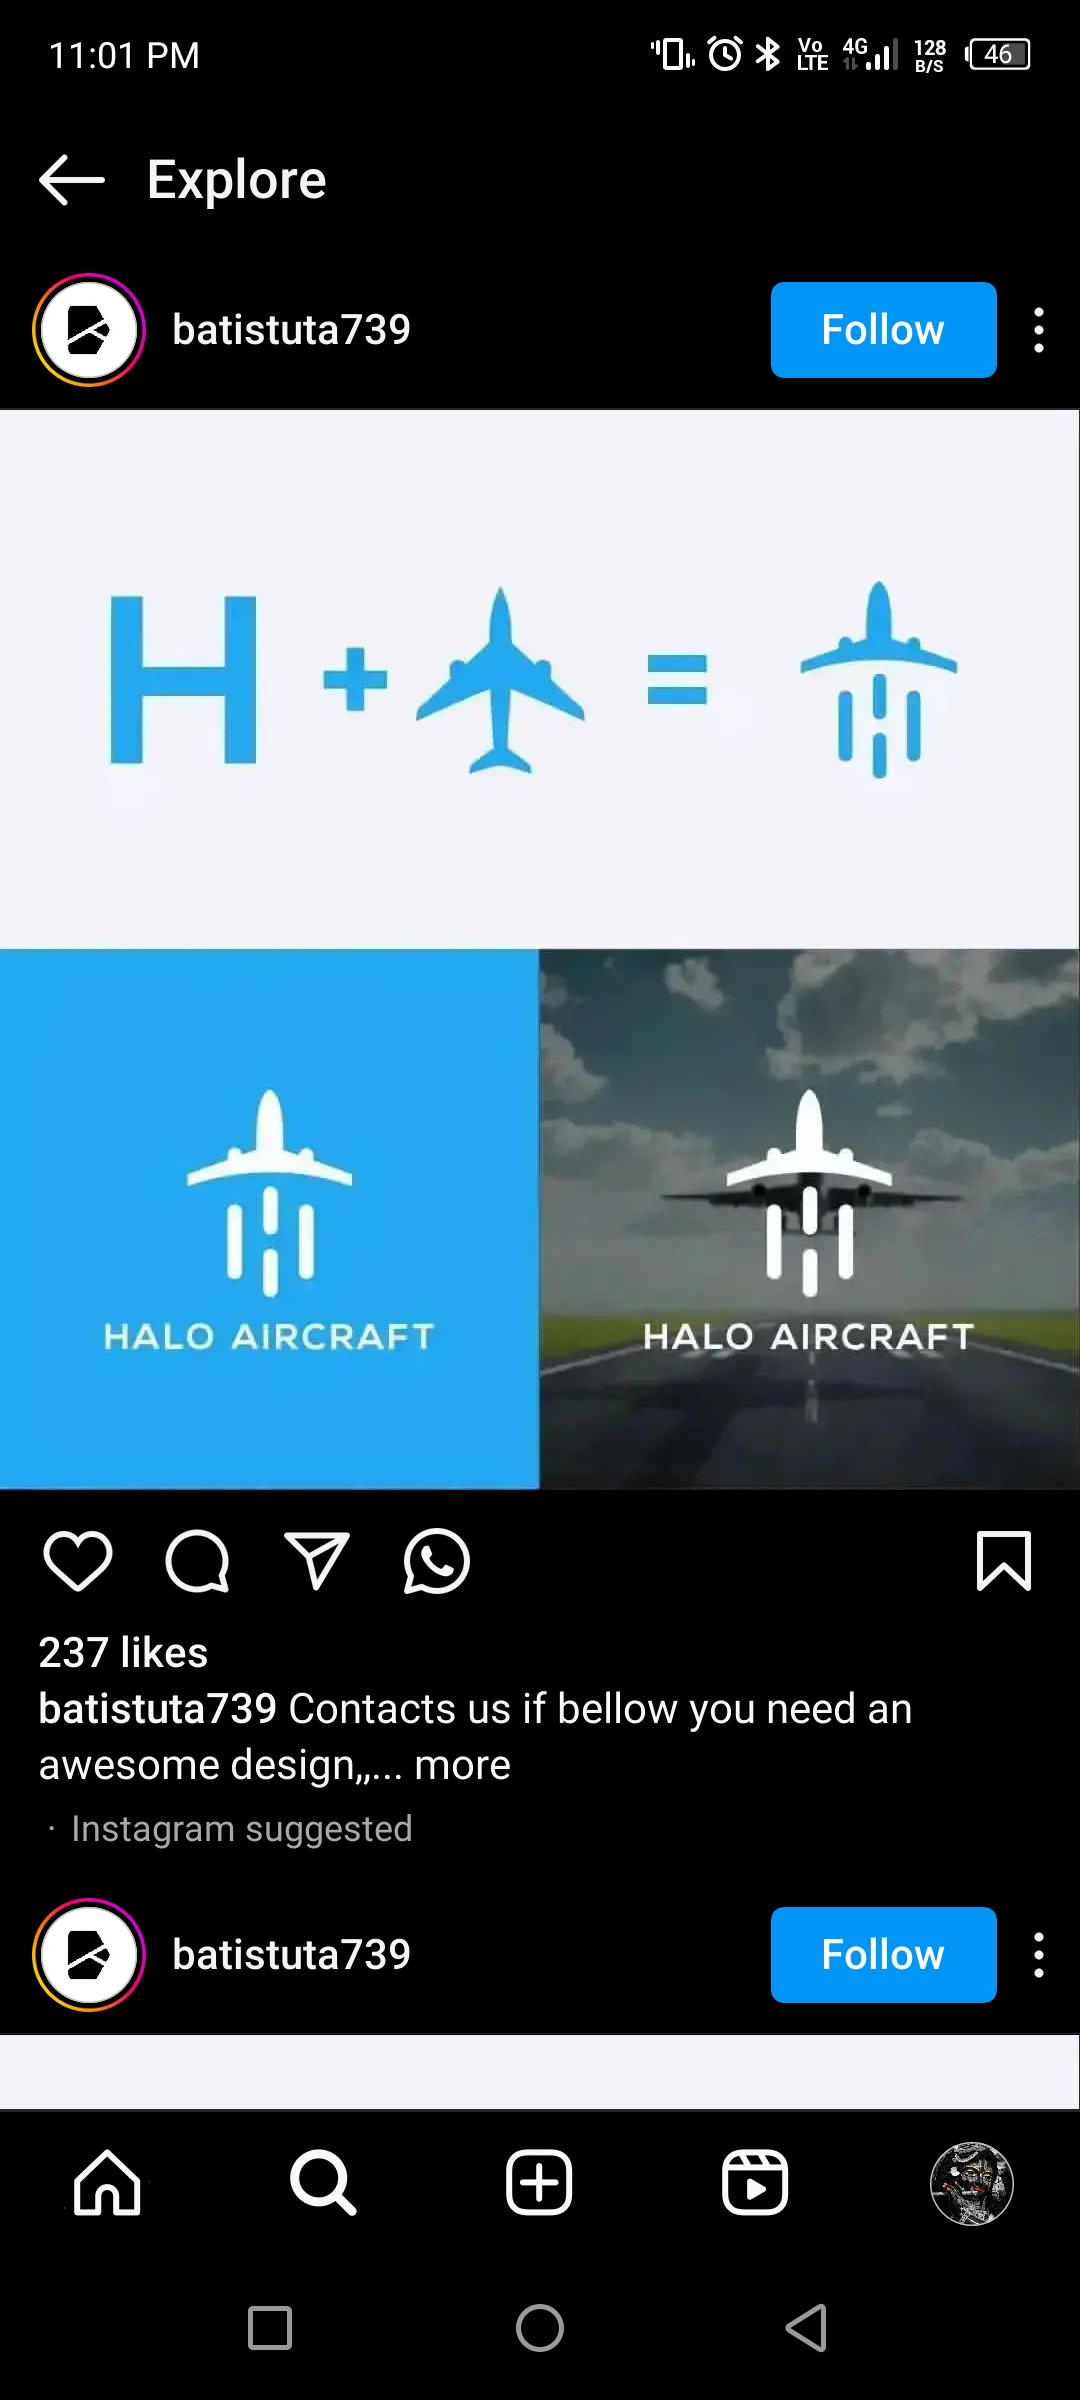 11:01 PM
Vo LTE 4G 128 B/S 46
Explore
batistuta739
Follow
H + =
HALO AIRCRAFT
HALO AIRCRAFT
237 likes
batistuta739 Contacts us if bellow you need an
awesome design,,... more
· Instagram suggested
batistuta739
Follow